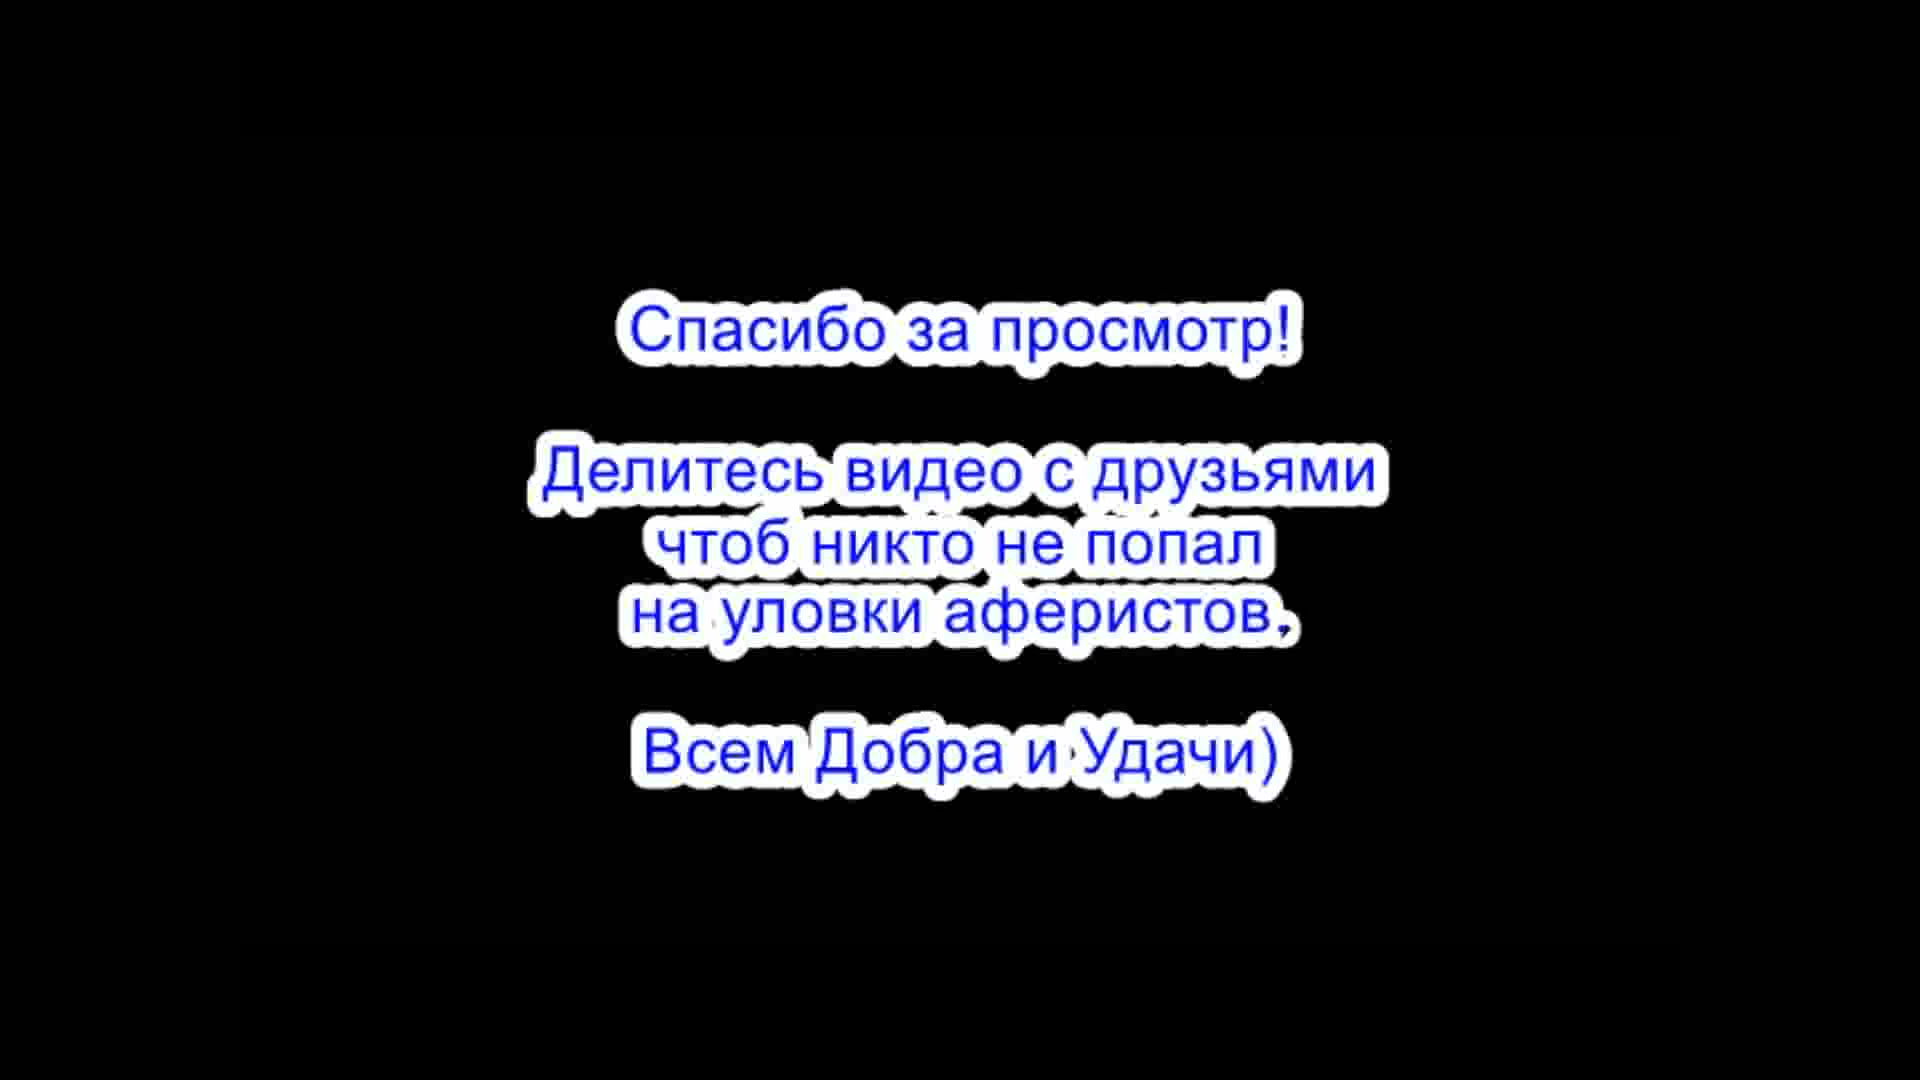 Спасибо за просмотр!
Делитесь видео с друзьями
чтоб никто не попал
на уловки аферистов,
Всем Добра и Удачи)